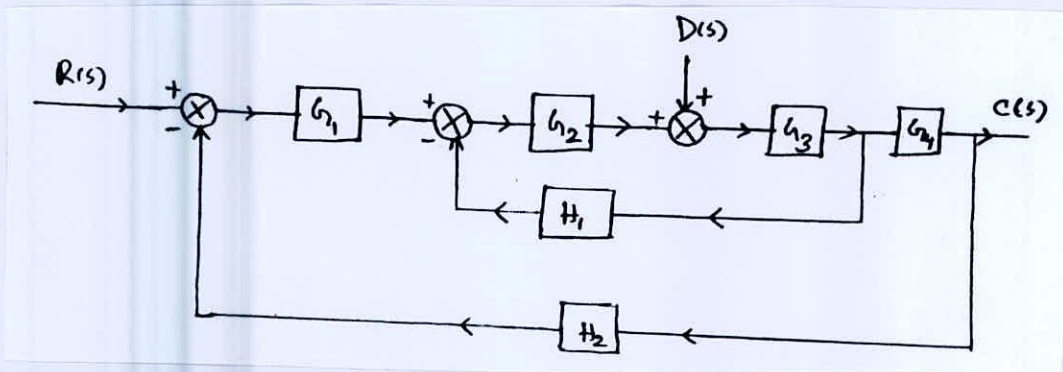 D(s)
R(s) + - G₁ + - G₂ + + G₃ G₄ C(s)
H₁
H₂